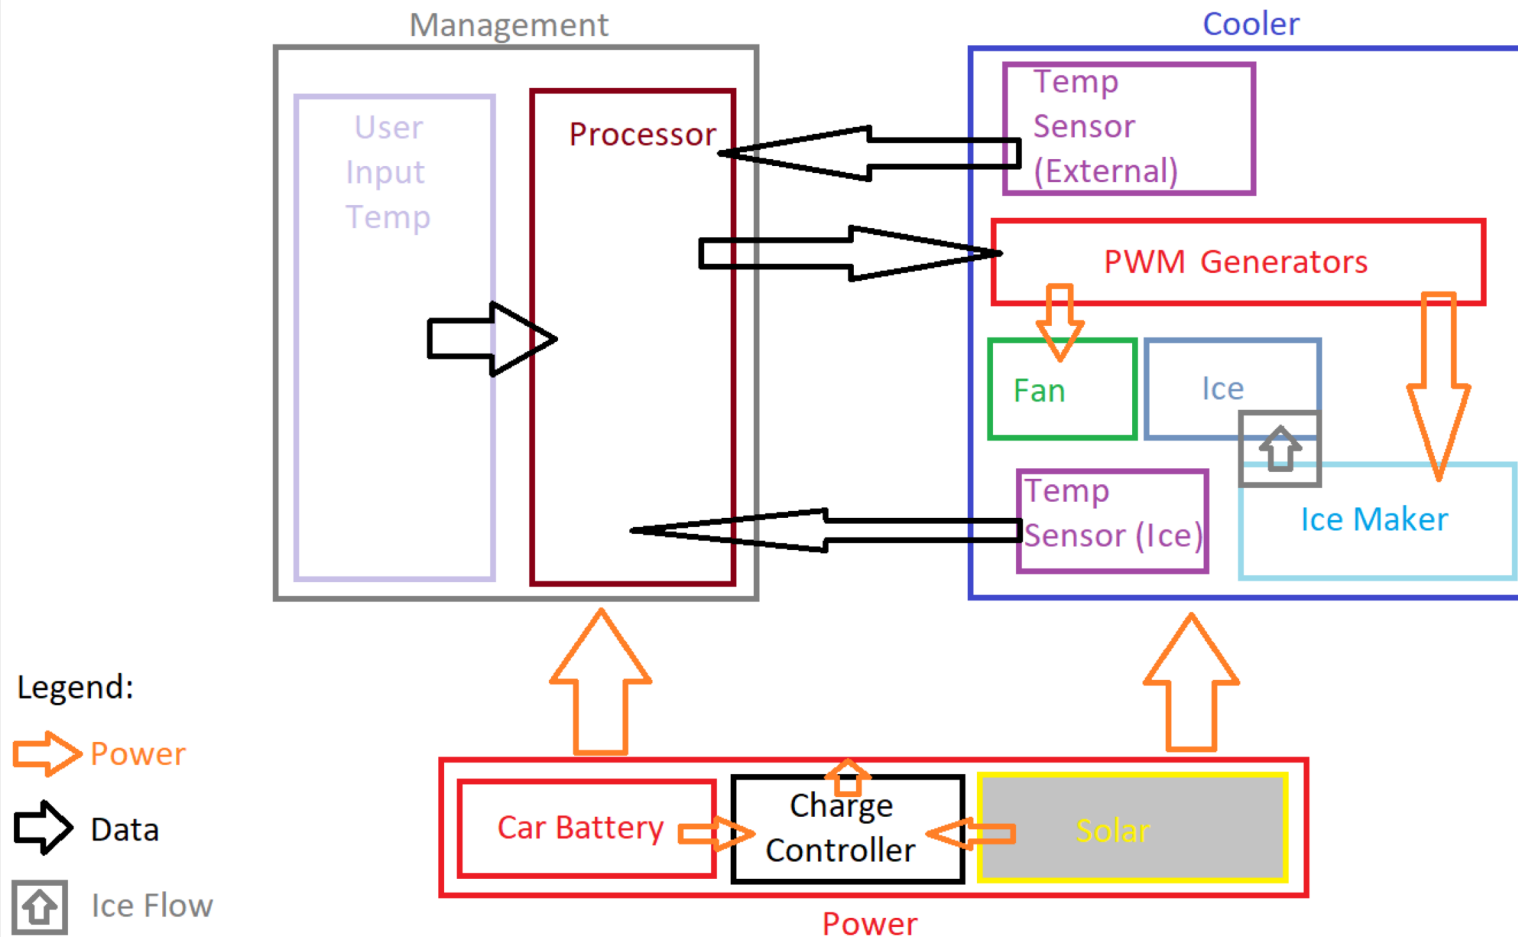 Management
Cooler
User
Input
Temp
Processor
Temp
Sensor
(External)
PWM Generators
Fan
Ice
Temp
Sensor (Ice)
Ice Maker
Legend:
Power
Data
Ice Flow
Car Battery
Charge
Controller
Solar
Power